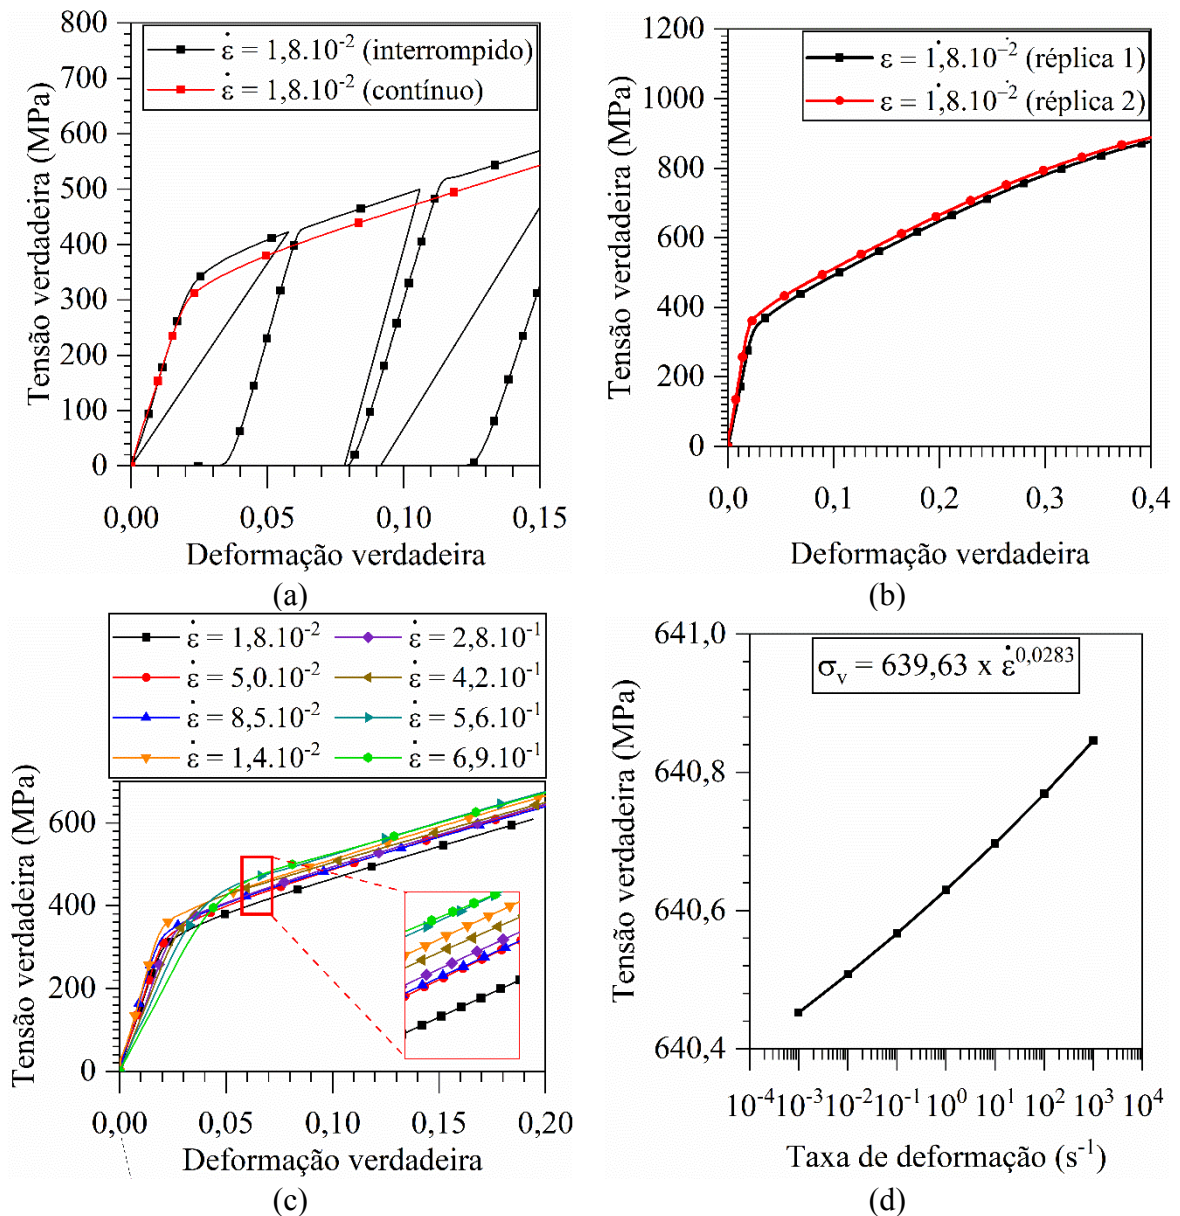 800
700
600
500
400
300
200
100
0
Tensão verdadeira (MPa)
ε̇ = 1,8.10⁻² (interrompido)
ε̇ = 1,8.10⁻² (contínuo)
0,00 0,05 0,10 0,15
Deformação verdadeira
(a)
1200
1000
800
600
400
200
0
Tensão verdadeira (MPa)
ε̇ = 1,8.10⁻² (réplica 1)
ε̇ = 1,8.10⁻² (réplica 2)
0,0 0,1 0,2 0,3 0,4
Deformação verdadeira
(b)
ε̇ = 1,8.10⁻² ε̇ = 2,8.10⁻¹
ε̇ = 5,0.10⁻² ε̇ = 4,2.10⁻¹
ε̇ = 8,5.10⁻² ε̇ = 5,6.10⁻¹
ε̇ = 1,4.10⁻² ε̇ = 6,9.10⁻¹
600
400
200
0
Tensão verdadeira (MPa)
0,00 0,05 0,10 0,15 0,20
Deformação verdadeira
(c)
641,0
640,8
640,6
640,4
Tensão verdadeira (MPa)
σᵥ = 639,63 x ε̇⁰,⁰²⁸³
10⁻⁴ 10⁻³ 10⁻² 10⁻¹ 10⁰ 10¹ 10² 10³ 10⁴
Taxa de deformação (s⁻¹)
(d)